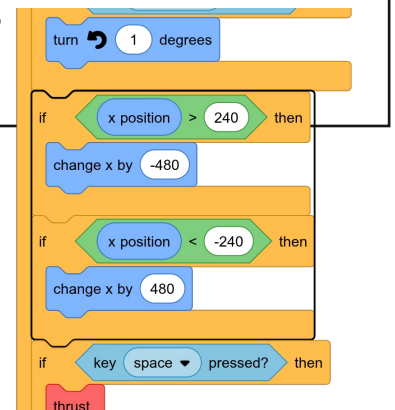 turn 1 degrees
if x position > 240 then
change x by -480
if x position < -240 then
change x by 480
if key space pressed? then
thrust